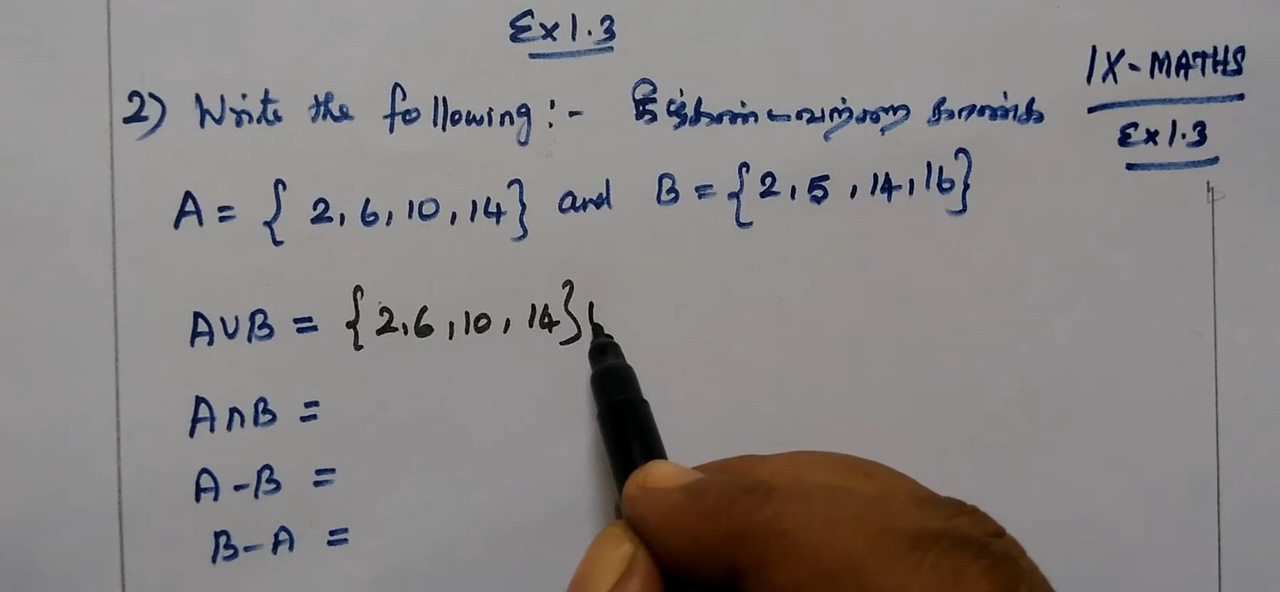 Ex 1.3
IX-MATHS
Ex 1.3
2) Write the following:- காண்க
A = { 2, 6, 10, 14} and B = {2, 5, 14, 16}
A∪B = {2, 6, 10, 14}
A∩B =
A-B =
B-A =